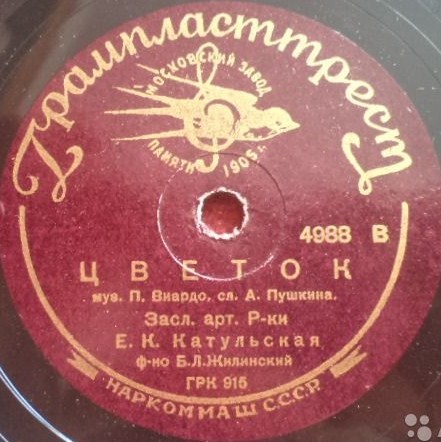 Грампласттрест
МОСКОВСКИЙ ЗАВОД
ПАМЯТИ 1905 г.
4988 В
ЦВЕТОК
муз. П. Виардо, сл. А. Пушкина.
Засл. арт. Р-ки
Е. К. Катульская
ф-но Б.Л.Жилинский
ГРК 915
НАРКОММАШ С.С.С.Р.